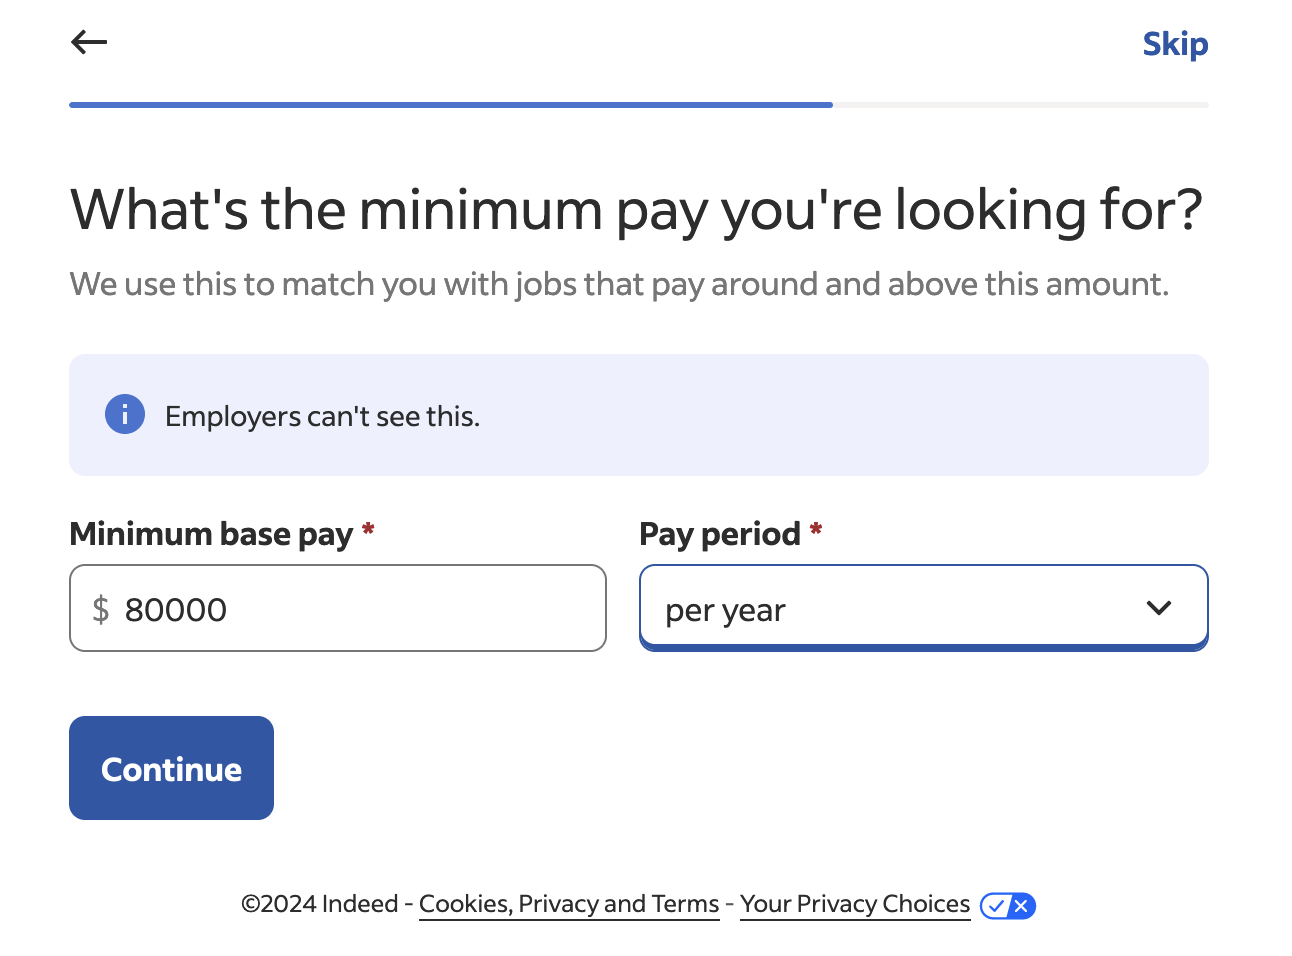 Skip
What's the minimum pay you're looking for?
We use this to match you with jobs that pay around and above this amount.
Employers can't see this.
Minimum base pay * Pay period *
$ 80000 per year
Continue
©2024 Indeed - Cookies, Privacy and Terms - Your Privacy Choices